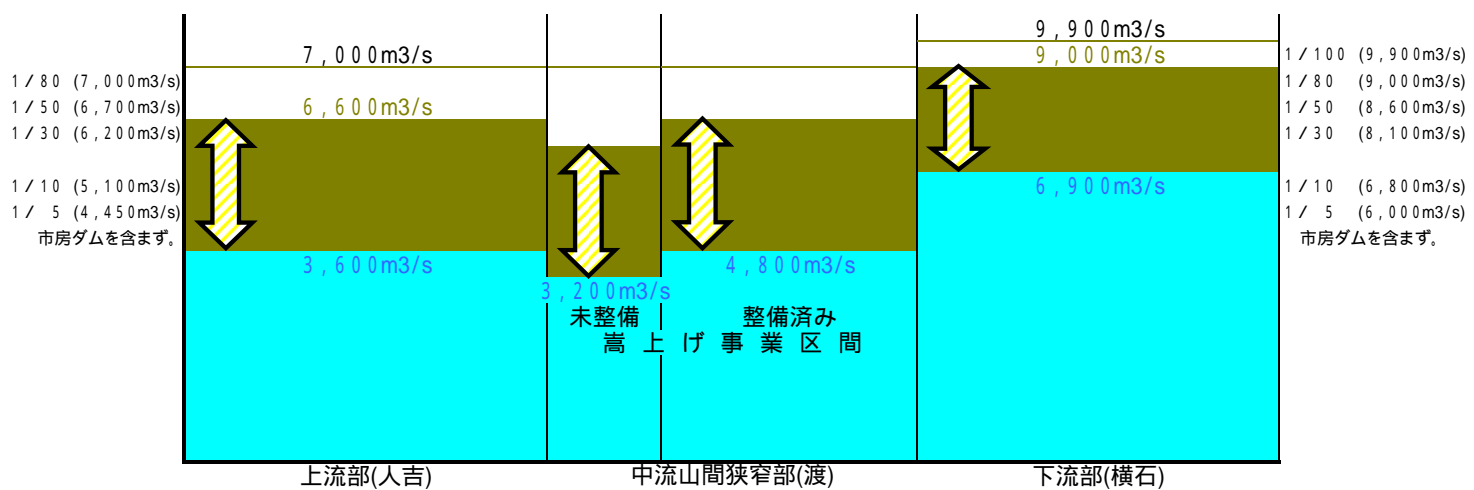 7,000m3/s
6,600m3/s
9,900m3/s
9,000m3/s
1/80 (7,000m3/s)
1/50 (6,700m3/s)
1/30 (6,200m3/s)
1/10 (5,100m3/s)
1/ 5 (4,450m3/s)
市房ダムを含まず。
1/100 (9,900m3/s)
1/80 (9,000m3/s)
1/50 (8,600m3/s)
1/30 (8,100m3/s)
1/10 (6,800m3/s)
1/5 (6,000m3/s)
市房ダムを含まず。
3,600m3/s
3,200m3/s
4,800m3/s
6,900m3/s
未整備
整備済み
嵩上げ事業区間
上流部(人吉)
中流山間狭窄部(渡)
下流部(横石)